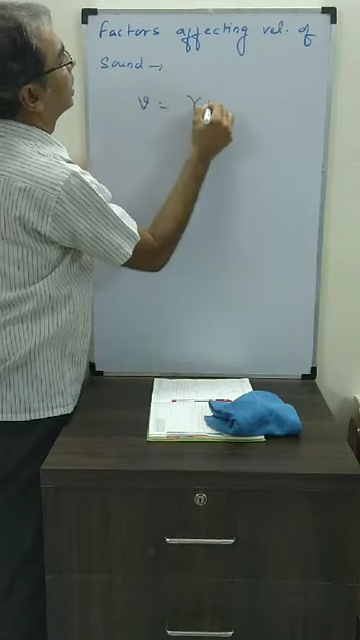 Factors affecting vel. of
Sound →
v = γ